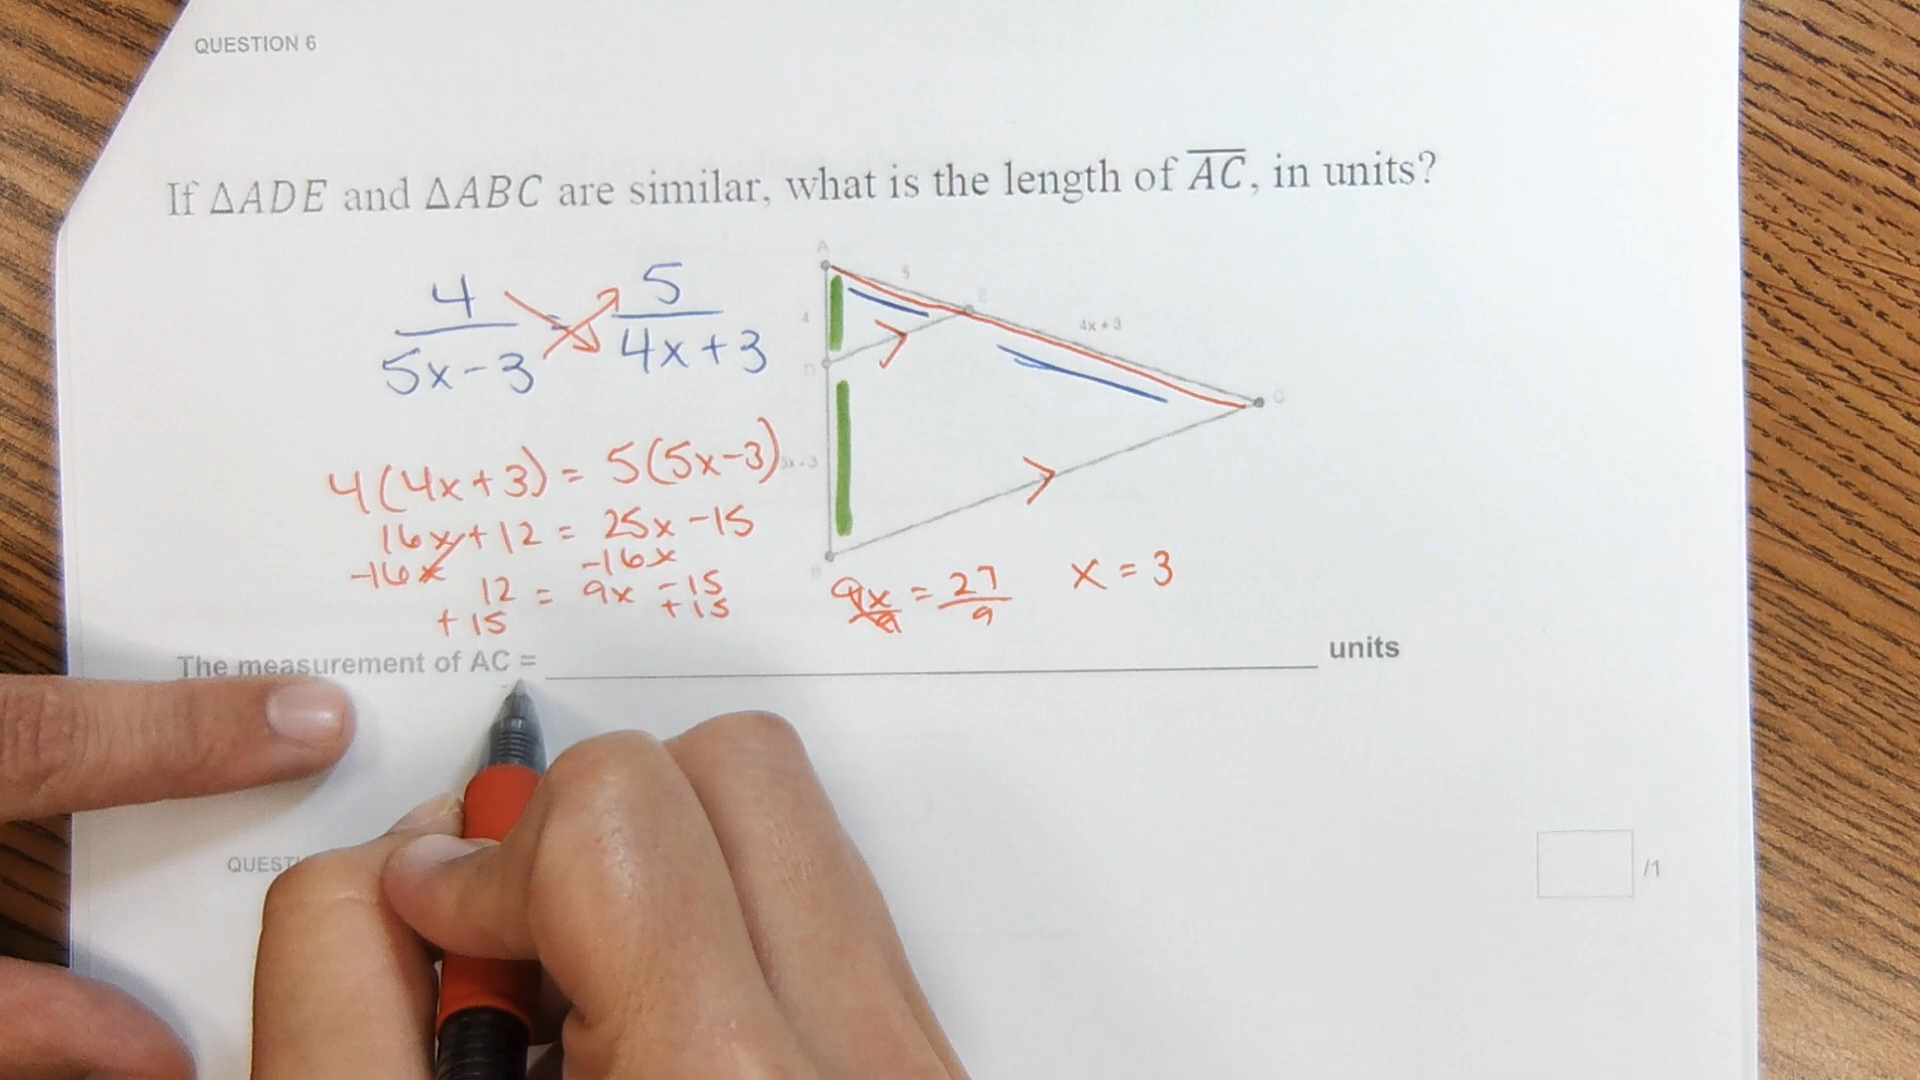 QUESTION 6
If ΔADE and ΔABC are similar, what is the length of AC, in units?
4 / 5x-3 = 5 / 4x+3
A
5
E
4
D
4x + 3
C
5x - 3
B
4(4x+3) = 5(5x-3)
16x+12 = 25x-15
-16x -16x
12 = 9x -15
+15 +15
9x/9 = 27/9 x = 3
The measurement of AC = units
/1